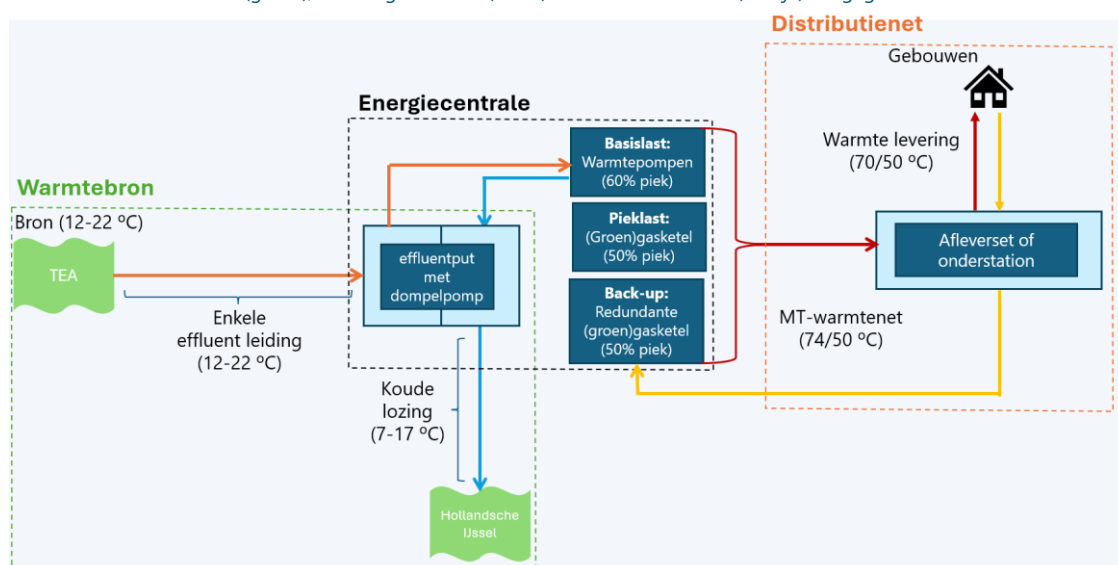 Distributienet
Gebouwen
Energiecentrale
Basislast:
Warmtepompen
(60% piek)
Warmte levering
(70/50 ºC)
Warmtebron
Bron (12-22 ºC)
TEA
effluentput
met
dompelpomp
Pieklast:
(Groen)gasketel
(50% piek)
Afleverset of
onderstation
Back-up:
Redundante
(groen)gasketel
(50% piek)
Enkele
effluent leiding
(12-22 ºC)
MT-warmtenet
(74/50 ºC)
Koude
lozing
(7-17 ºC)
Hollandsche
IJssel